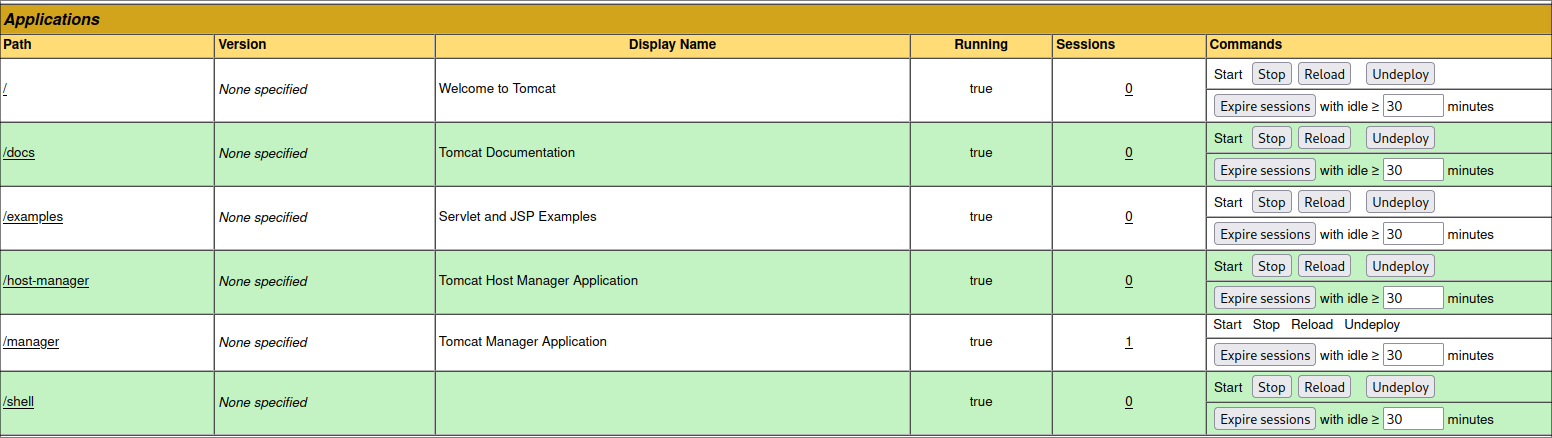 Applications
Path Version Display Name Running Sessions Commands
/ None specified Welcome to Tomcat true 0 Start Stop Reload Undeploy
Expire sessions with idle ≥ 30 minutes
/docs None specified Tomcat Documentation true 0 Start Stop Reload Undeploy
Expire sessions with idle ≥ 30 minutes
/examples None specified Servlet and JSP Examples true 0 Start Stop Reload Undeploy
Expire sessions with idle ≥ 30 minutes
/host-manager None specified Tomcat Host Manager Application true 0 Start Stop Reload Undeploy
Expire sessions with idle ≥ 30 minutes
/manager None specified Tomcat Manager Application true 1 Start Stop Reload Undeploy
Expire sessions with idle ≥ 30 minutes
/shell None specified true 0 Start Stop Reload Undeploy
Expire sessions with idle ≥ 30 minutes